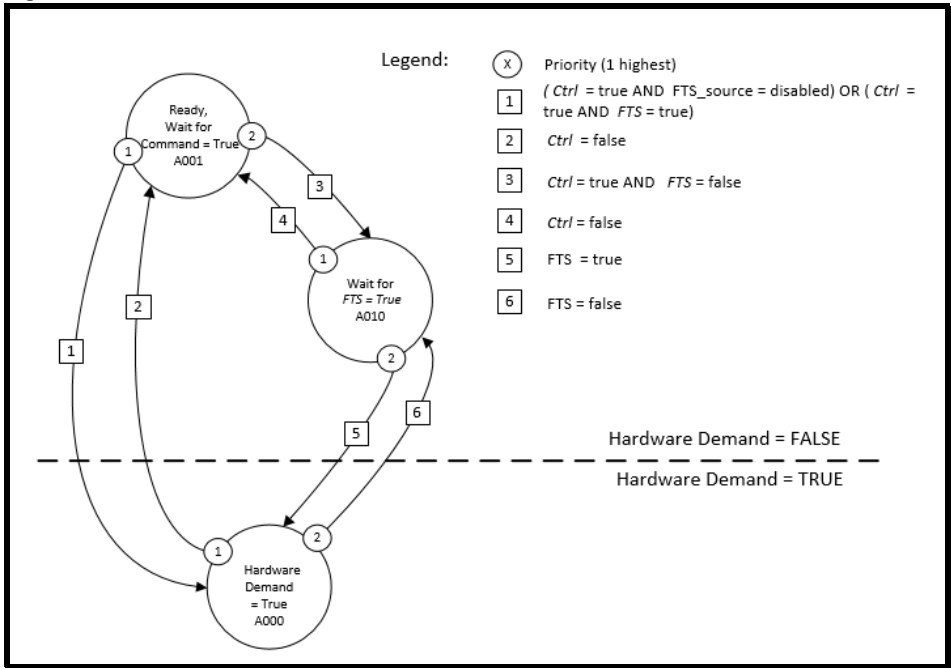 Legend:
X Priority (1 highest)
1 ( Ctrl = true AND FTS_source = disabled) OR ( Ctrl =
true AND FTS = true)
2 Ctrl = false
3 Ctrl = true AND FTS = false
4 Ctrl = false
5 FTS = true
6 FTS = false
Ready,
Wait for
Command = True
A001
1
2
3
4
1
Wait for
FTS = True
A010
2
2
1
6
5
Hardware Demand = FALSE
Hardware Demand = TRUE
1
2
Hardware
Demand
= True
A000